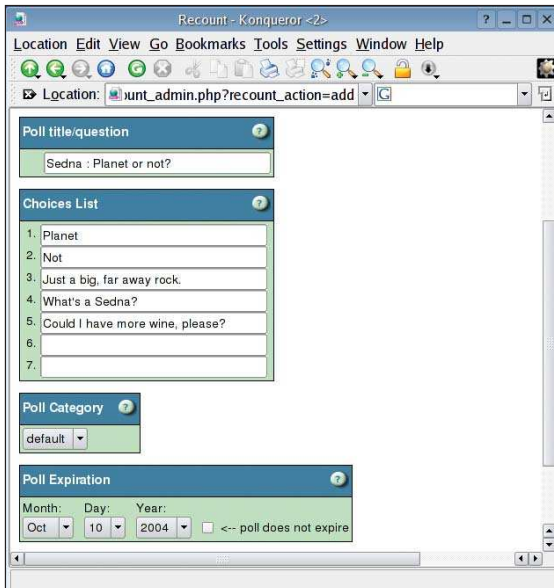 Recount - Konqueror <2>
Location Edit View Go Bookmarks Tools Settings Window Help
Location: ount_admin.php?recount_action=add
Poll title/question
Sedna : Planet or not?
Choices List
1. Planet
2. Not
3. Just a big, far away rock.
4. What's a Sedna?
5. Could I have more wine, please?
6.
7.
Poll Category
default
Poll Expiration
Month: Day: Year:
Oct 10 2004 <-- poll does not expire